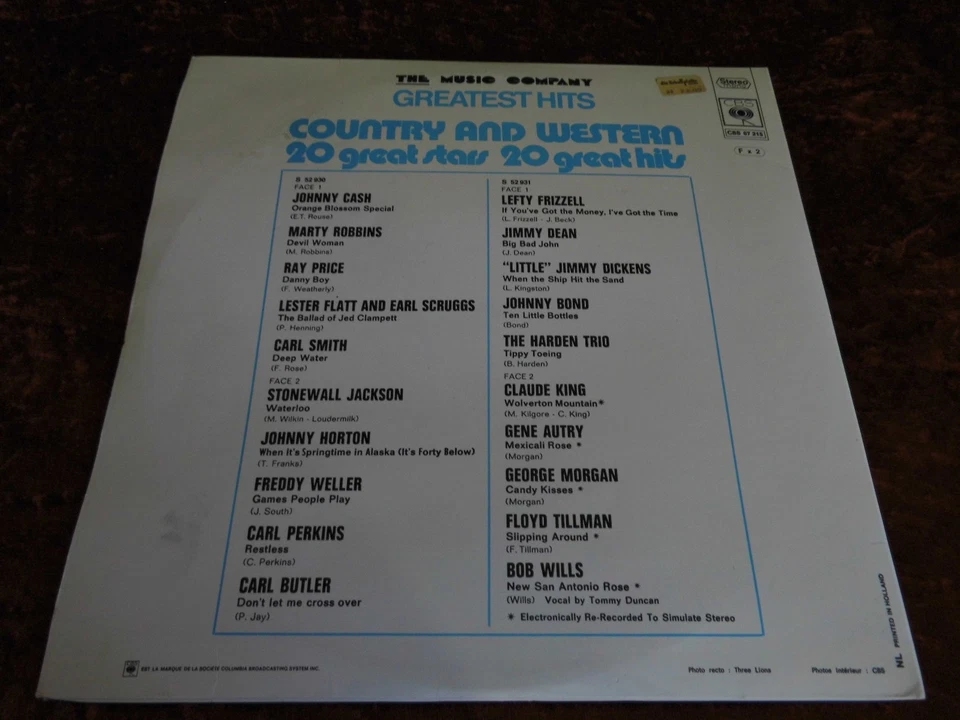 THE MUSIC COMPANY
GREATEST HITS
COUNTRY AND WESTERN
20 great stars 20 great hits
Stereo
CBS
CBS 67 315
F • 2
S 52 930
FACE 1
JOHNNY CASH
Orange Blossom Special
(E.T. Rouse)
MARTY ROBBINS
Devil Woman
(M. Robbins)
RAY PRICE
Danny Boy
(F. Weatherly)
LESTER FLATT AND EARL SCRUGGS
The Ballad of Jed Clampett
(P. Henning)
CARL SMITH
Deep Water
(F. Rose)
FACE 2
STONEWALL JACKSON
Waterloo
(M. Wilkin - Loudermilk)
JOHNNY HORTON
When It's Springtime in Alaska (It's Forty Below)
(T. Franks)
FREDDY WELLER
Games People Play
(J. South)
CARL PERKINS
Restless
(C. Perkins)
CARL BUTLER
Don't let me cross over
(P. Jay)
S 52 931
FACE 1
LEFTY FRIZZELL
If You've Got the Money, I've Got the Time
(L. Frizzell - J. Beck)
JIMMY DEAN
Big Bad John
(J. Dean)
"LITTLE" JIMMY DICKENS
When the Ship Hit the Sand
(L. Kingston)
JOHNNY BOND
Ten Little Bottles
(Bond)
THE HARDEN TRIO
Tippy Toeing
(B. Harden)
FACE 2
CLAUDE KING
Wolverton Mountain *
(M. Kilgore - C. King)
GENE AUTRY
Mexicali Rose *
(Morgan)
GEORGE MORGAN
Candy Kisses *
(Morgan)
FLOYD TILLMAN
Slipping Around *
(F. Tillman)
BOB WILLS
New San Antonio Rose *
(Wills) Vocal by Tommy Duncan
* Electronically Re-Recorded To Simulate Stereo
EST LA MARQUE DE LA SOCIÉTÉ COLUMBIA BROADCASTING SYSTEM INC.
Photo recto : Three Lions
Photos intérieur : CBS
NL PRINTED IN HOLLAND